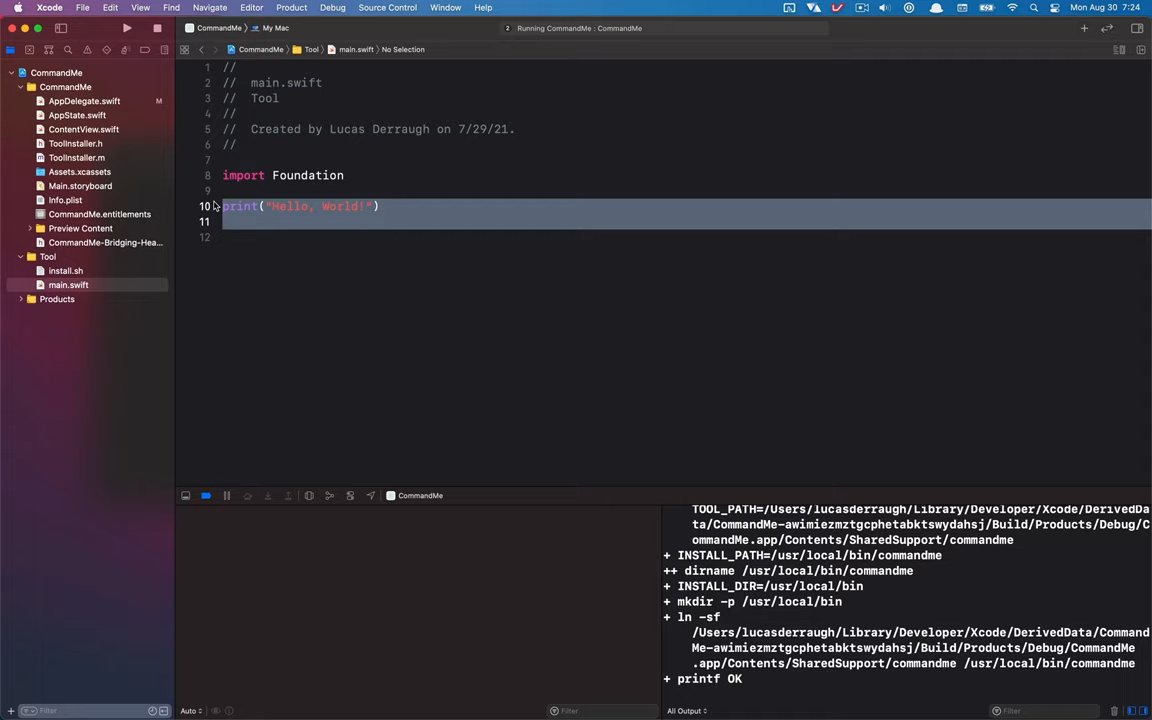 Xcode File Edit View Find Navigate Editor Product Debug Source Control Window Help Mon Aug 30 7:24
CommandMe My Mac 2 Running CommandMe : CommandMe
CommandMe Tool main.swift No Selection
CommandMe
CommandMe
AppDelegate.swift M
AppState.swift
ContentView.swift
ToolInstaller.h
ToolInstaller.m
Assets.xcassets
Main.storyboard
Info.plist
CommandMe.entitlements
Preview Content
CommandMe-Bridging-Hea...
Tool
install.sh
main.swift
Products
1 //
2 // main.swift
3 // Tool
4 //
5 // Created by Lucas Derraugh on 7/29/21.
6 //
7
8 import Foundation
9
10 print("Hello, World!")
11
12
CommandMe
TOOL_PATH=/Users/lucasderraugh/Library/Developer/Xcode/DerivedDa
ta/CommandMe-awimiezmztgcphetabktswydahsj/Build/Products/Debug/C
ommandMe.app/Contents/SharedSupport/commandme
+ INSTALL_PATH=/usr/local/bin/commandme
++ dirname /usr/local/bin/commandme
+ INSTALL_DIR=/usr/local/bin
+ mkdir -p /usr/local/bin
+ ln -sf
/Users/lucasderraugh/Library/Developer/Xcode/DerivedData/Command
Me-awimiezmztgcphetabktswydahsj/Build/Products/Debug/CommandMe
.app/Contents/SharedSupport/commandme /usr/local/bin/commandme
+ printf OK
Filter Auto Filter All Output Filter